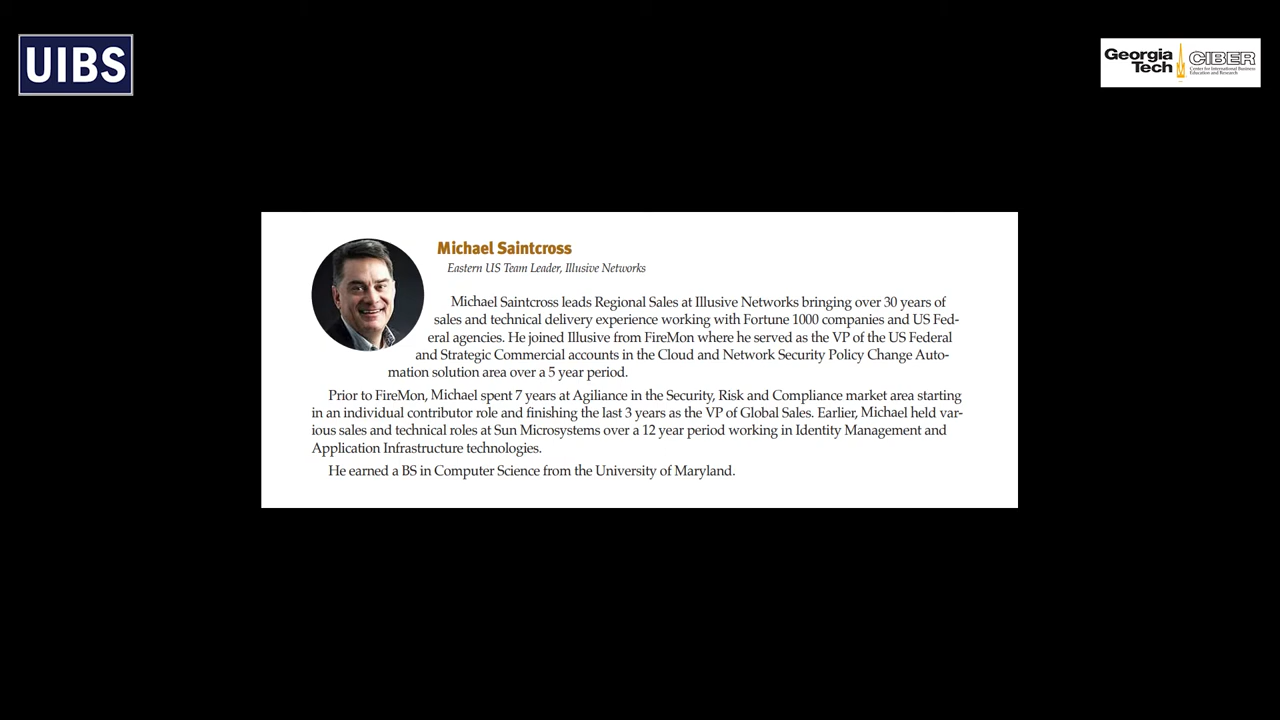 UIBS
Georgia Tech
CIBER
Center for International Business
Education and Research
Michael Saintcross
Eastern US Team Leader, Illusive Networks
Michael Saintcross leads Regional Sales at Illusive Networks bringing over 30 years of
sales and technical delivery experience working with Fortune 1000 companies and US Fed-
eral agencies. He joined Illusive from FireMon where he served as the VP of the US Federal
and Strategic Commercial accounts in the Cloud and Network Security Policy Change Auto-
mation solution area over a 5 year period.
Prior to FireMon, Michael spent 7 years at Agiliance in the Security, Risk and Compliance market area starting
in an individual contributor role and finishing the last 3 years as the VP of Global Sales. Earlier, Michael held var-
ious sales and technical roles at Sun Microsystems over a 12 year period working in Identity Management and
Application Infrastructure technologies.
He earned a BS in Computer Science from the University of Maryland.